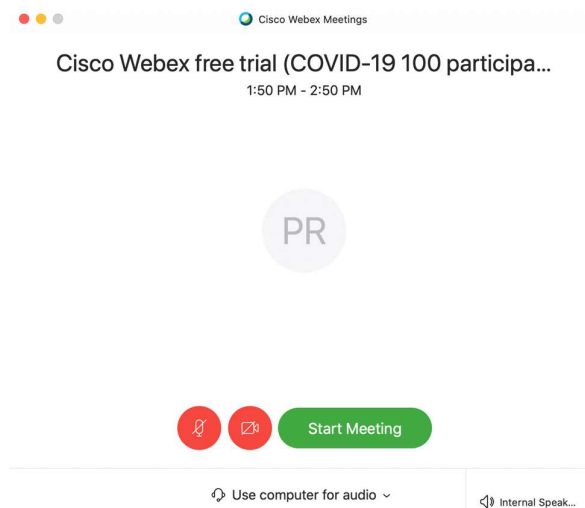 Cisco Webex Meetings
Cisco Webex free trial (COVID-19 100 participa...
1:50 PM - 2:50 PM
PR
Start Meeting
Use computer for audio
Internal Speak...